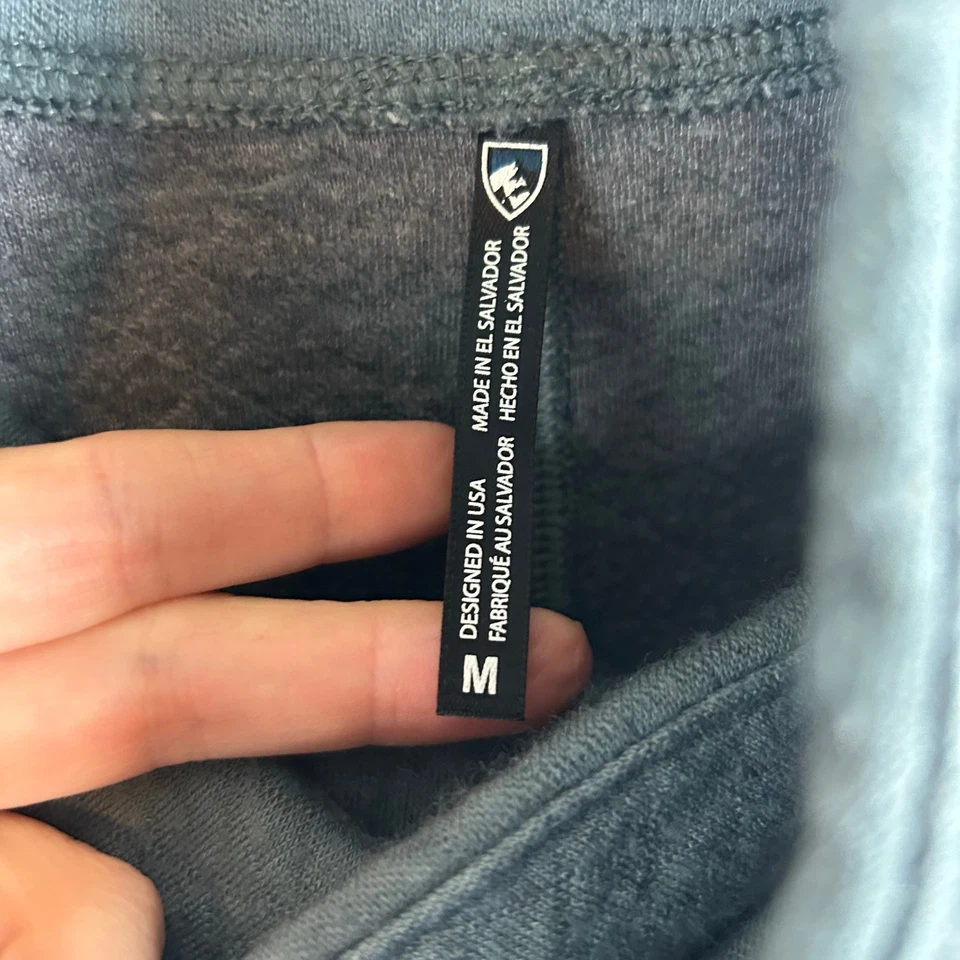 DESIGNED IN USA MADE IN EL SALVADOR
FABRIQUÉ AU SALVADOR HECHO EN EL SALVADOR
M